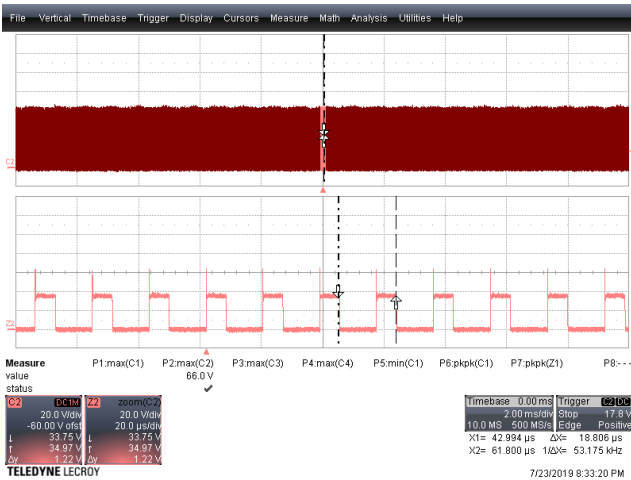 File Vertical Timebase Trigger Display Cursors Measure Math Analysis Utilities Help
C2
Z2
Measure P1:max(C1) P2:max(C2) P3:max(C3) P4:max(C4) P5:min(C1) P6:pkpk(C1) P7:pkpk(Z1) P8:- - -
value 66.0 V
status ✓
C2 DC1M Z2 zoom(C2) Timebase 0.00 ms Trigger C2 DC
20.0 V/div 20.0 V/div 2.00 ms/div Stop 17.8 V
-60.00 V ofst 20.0 µs/div 10.0 MS 500 MS/s Edge Positive
↓ 33.75 V 33.75 V X1= 42.994 µs ΔX= 18.806 µs
↑ 34.97 V 34.97 V X2= 61.800 µs 1/ΔX= 53.175 kHz
Δy 1.22 V Δy 1.22 V
TELEDYNE LECROY 7/23/2019 8:33:20 PM